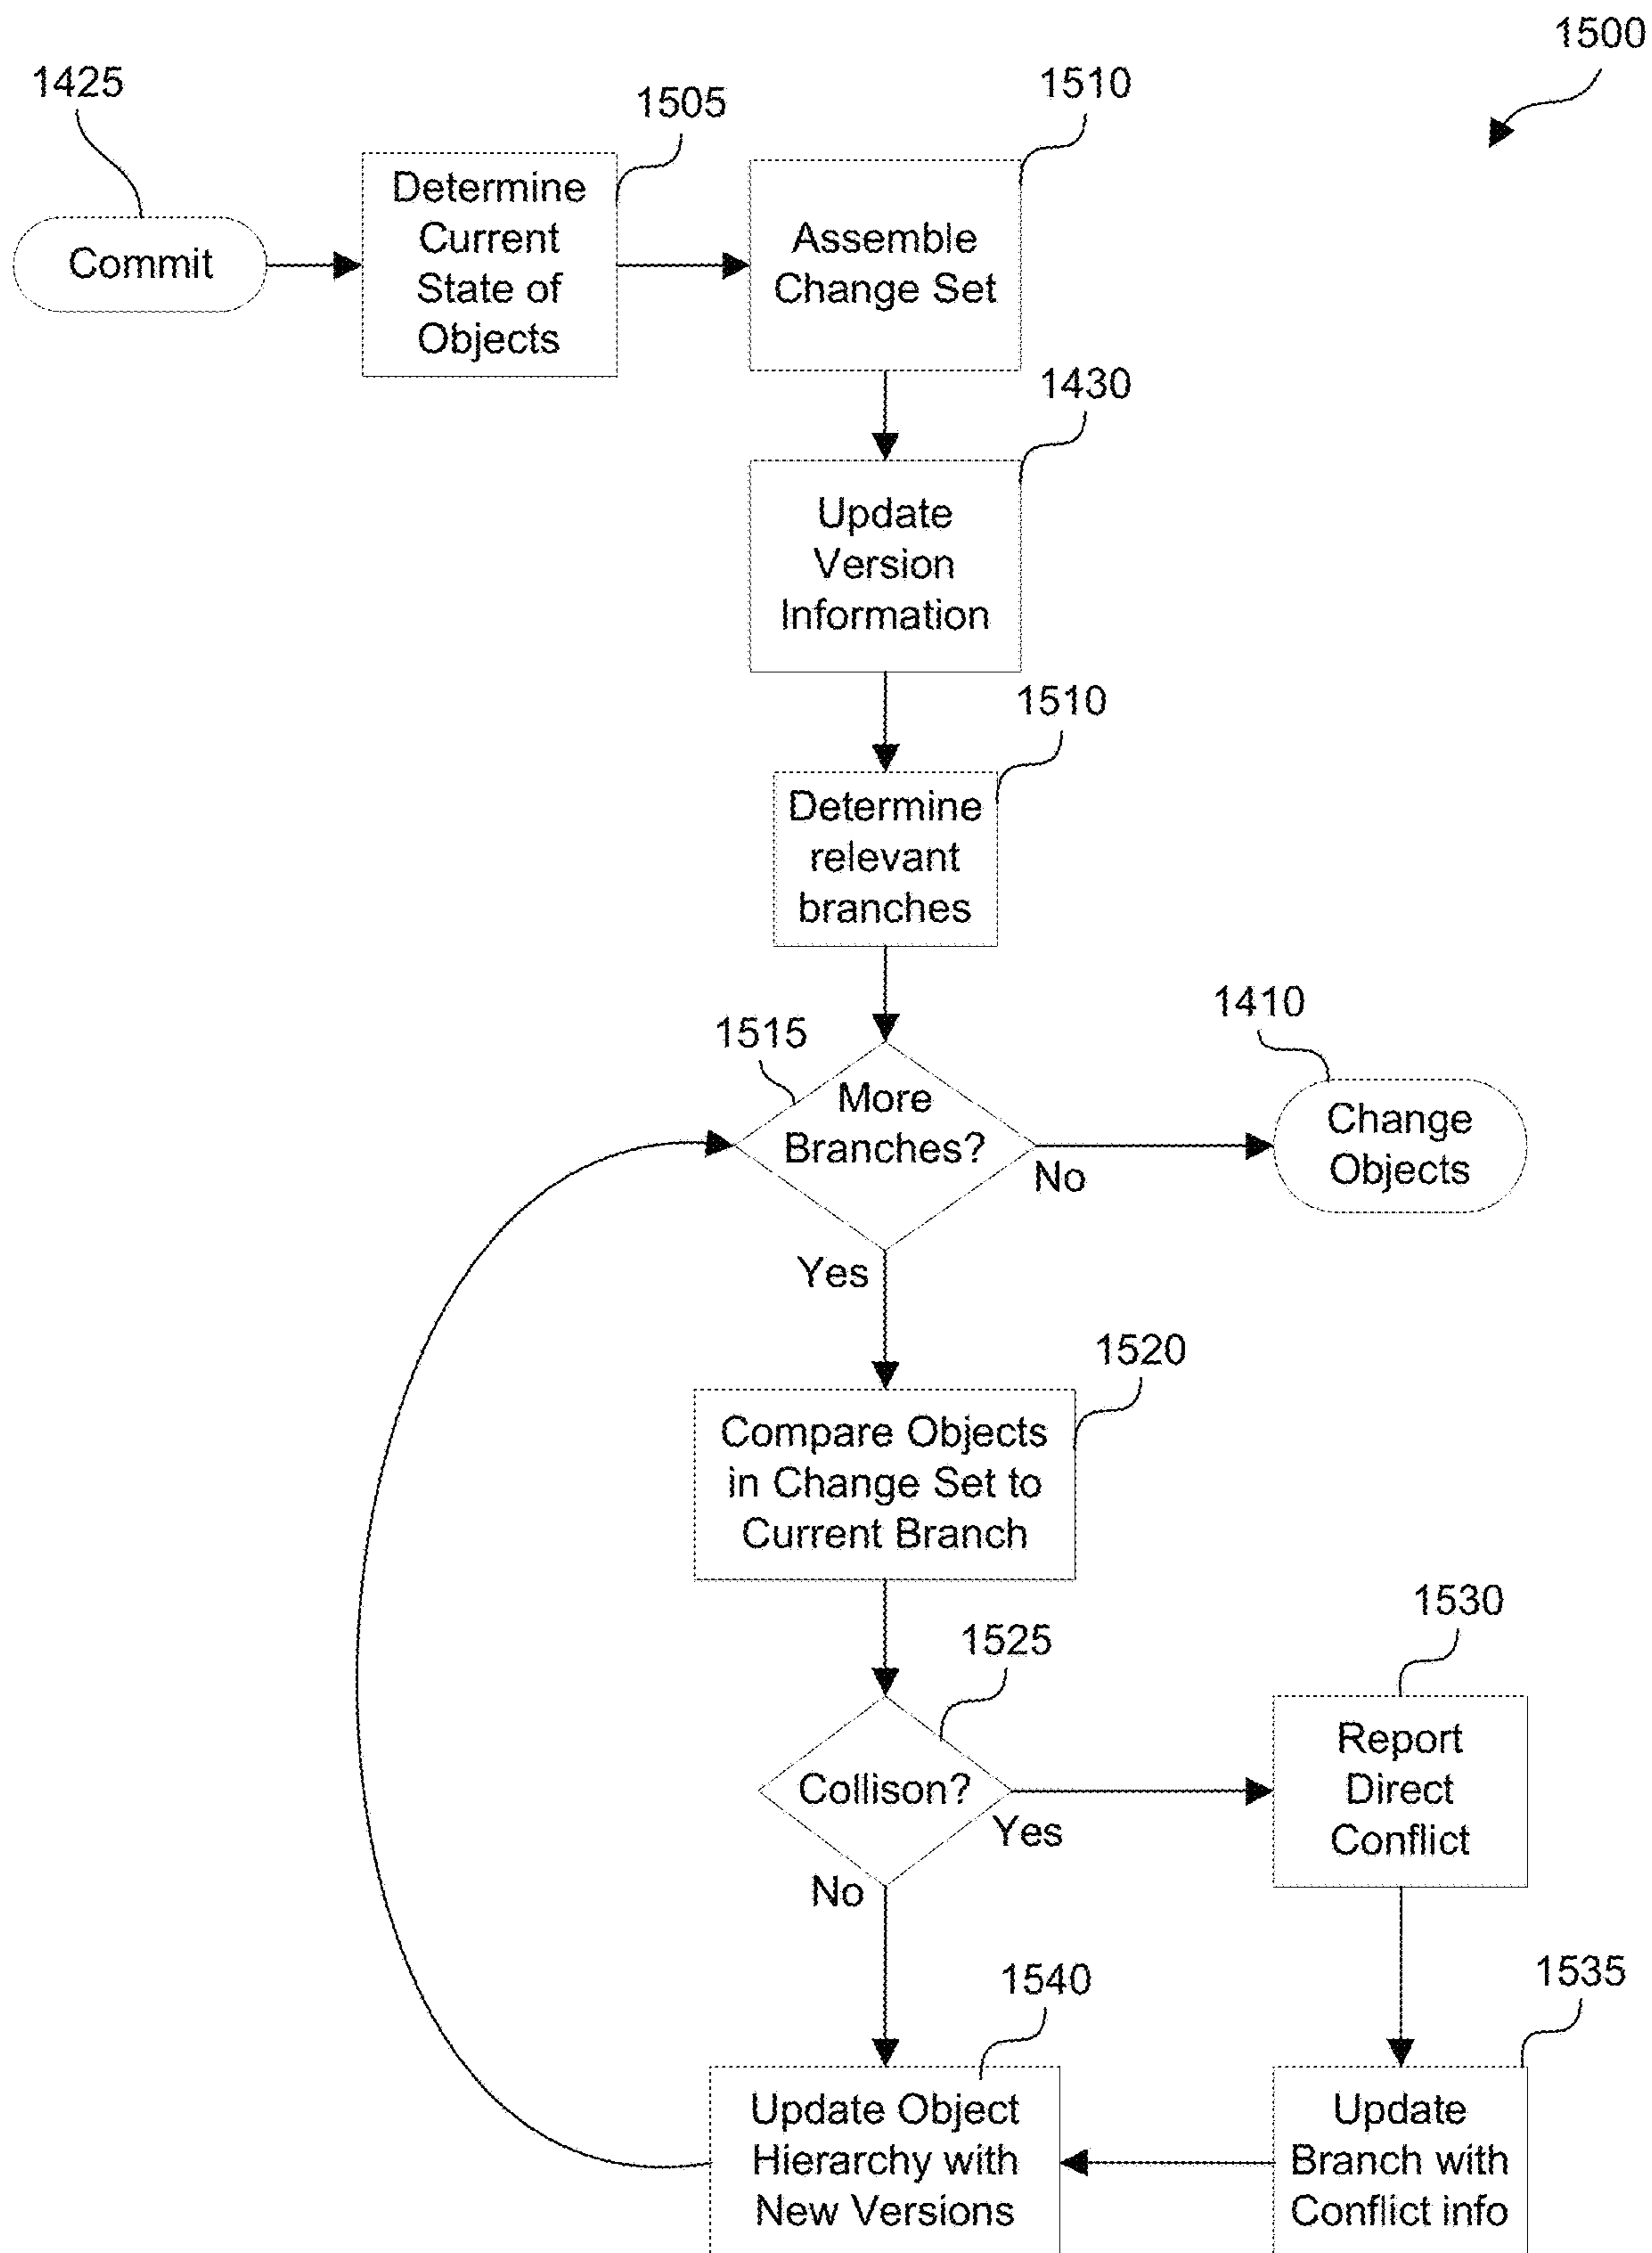 1500
1425
1505
1510
Commit
Determine
Current
State of
Objects
Assemble
Change Set
1430
Update
Version
Information
1510
Determine
relevant
branches
1515
More
Branches?
No
Yes
1410
Change
Objects
1520
Compare Objects
in Change Set to
Current Branch
1525
Collison?
Yes
No
1530
Report
Direct
Conflict
1535
Update
Branch with
Conflict info
1540
Update Object
Hierarchy with
New Versions